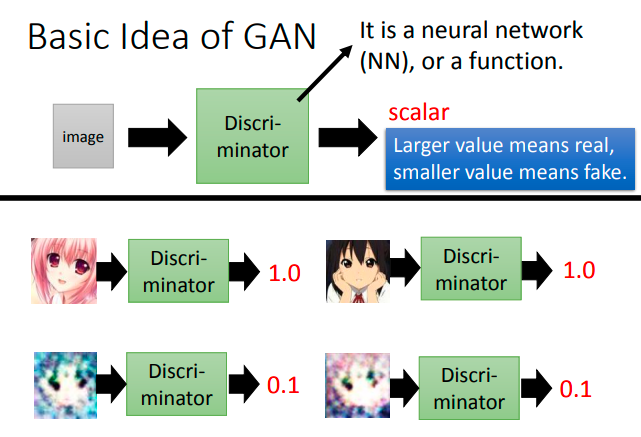 Basic Idea of GAN
It is a neural network
(NN), or a function.
image
Discri-
minator
scalar
Larger value means real,
smaller value means fake.
Discri-
minator
1.0
Discri-
minator
1.0
Discri-
minator
0.1
Discri-
minator
0.1